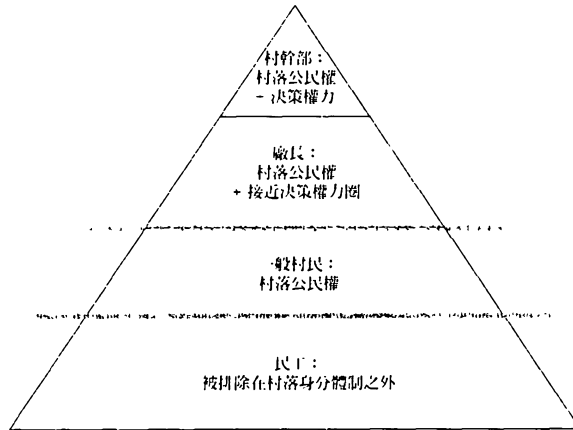 村幹部：
村落公民權
+ 決策權力
廠長：
村落公民權
+ 接近決策權力圈
一般村民：
村落公民權
民工：
被排除在村落身分體制之外